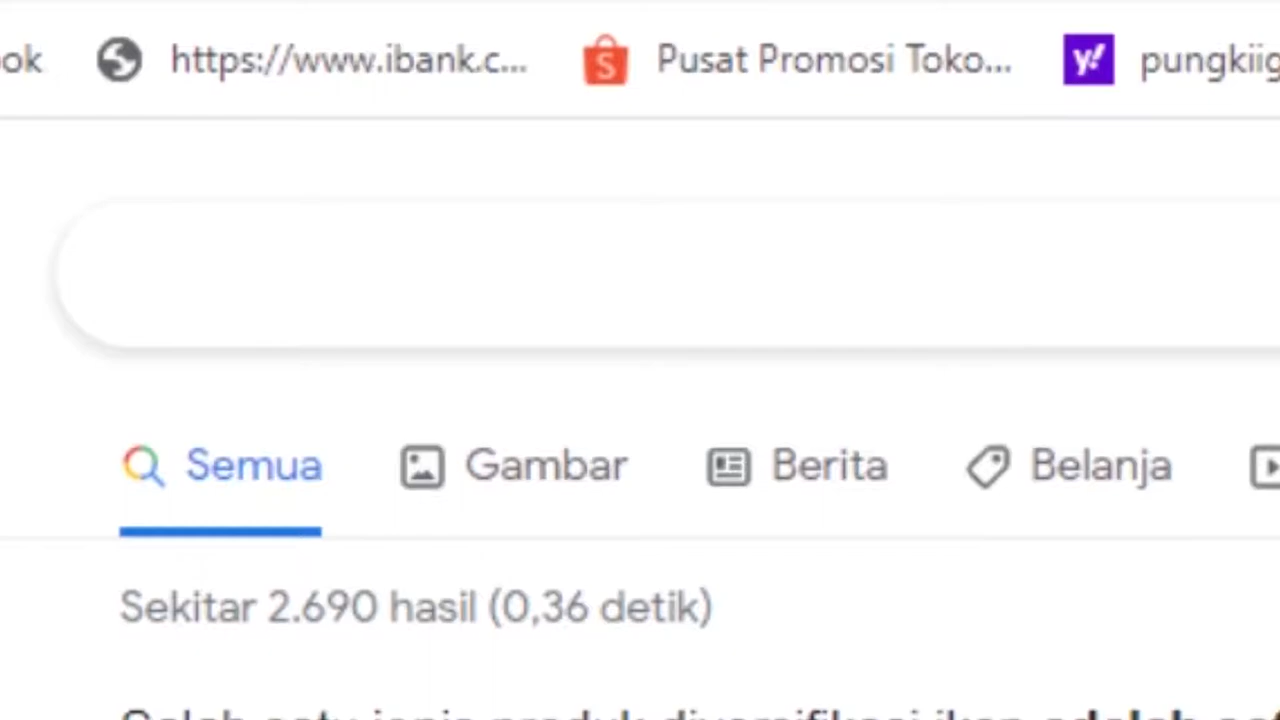 ok https://www.ibank.c... Pusat Promosi Toko... pungkiig
Semua Gambar Berita Belanja
Sekitar 2.690 hasil (0,36 detik)